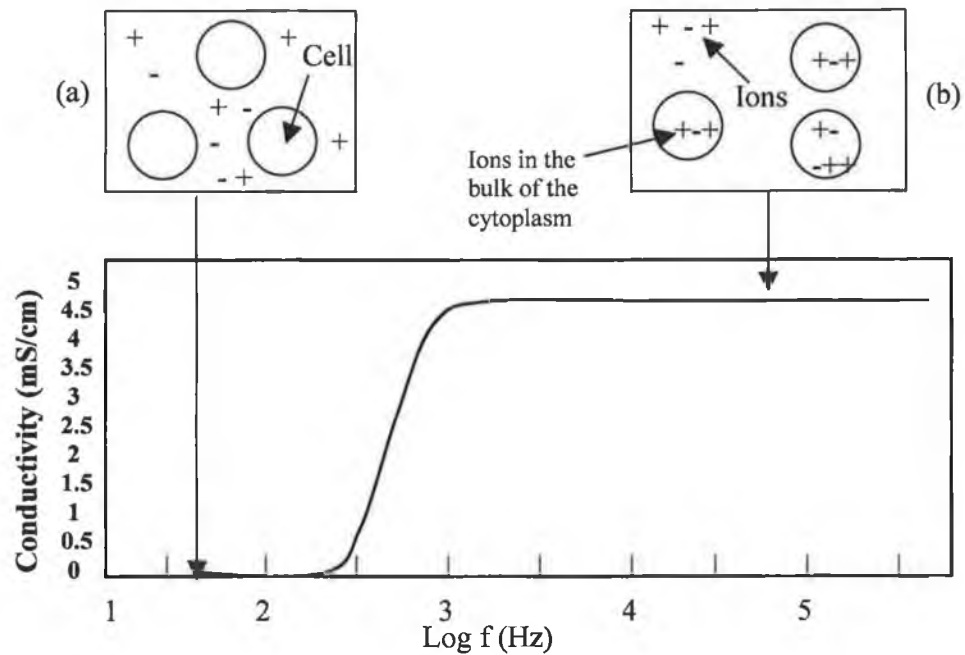 (a)
+
+
-
Cell
+ -
-
+
- +
+ - +
-
+-+
Ions
(b)
+-+
+-
-++
Ions in the
bulk of the
cytoplasm
Conductivity (mS/cm)
5
4.5
4
3.5
3
2.5
2
1.5
1
0.5
0
1 2 3 4 5
Log f (Hz)